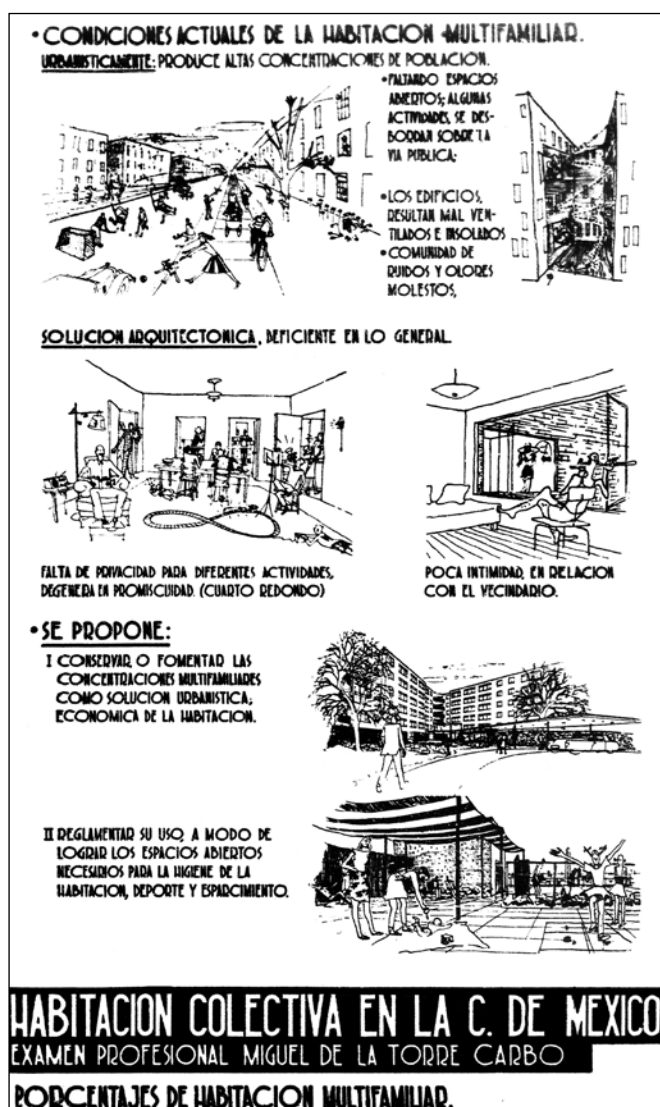 • CONDICIONES ACTUALES DE LA HABITACION MULTIFAMILIAR.
URBANISTICAMENTE: PRODUCE ALTAS CONCENTRACIONES DE POBLACION.
• FALTANDO ESPACIOS
ABIERTOS; ALGUNAS
ACTIVIDADES, SE DES-
BORDAN SOBRE LA
VIA PUBLICA;
• LOS EDIFICIOS,
RESULTAN MAL VEN-
TILADOS E INSOLADOS
• COMUNIDAD DE
RUIDOS Y OLORES
MOLESTOS,
SOLUCION ARQUITECTONICA, DEFICIENTE EN LO GENERAL.
FALTA DE PRIVACIDAD PARA DIFERENTES ACTIVIDADES,
DEGENERA EN PROMISCUIDAD. (CUARTO REDONDO)
POCA INTIMIDAD, EN RELACION
CON EL VECINDARIO.
• SE PROPONE:
I CONSERVAR, O FOMENTAR LAS
CONCENTRACIONES MULTIFAMILIARES
COMO SOLUCION URBANISTICA;
ECONOMICA DE LA HABITACION.
II REGLAMENTAR SU USO, A MODO DE
LOGRAR LOS ESPACIOS ABIERTOS
NECESARIOS PARA LA HIGIENE DE LA
HABITACION, DEPORTE Y ESPARCIMIENTO.
HABITACION COLECTIVA EN LA C. DE MEXICO
EXAMEN PROFESIONAL MIGUEL DE LA TORRE CARBO
PORCENTAJES DE HABITACION MULTIFAMILIAR.